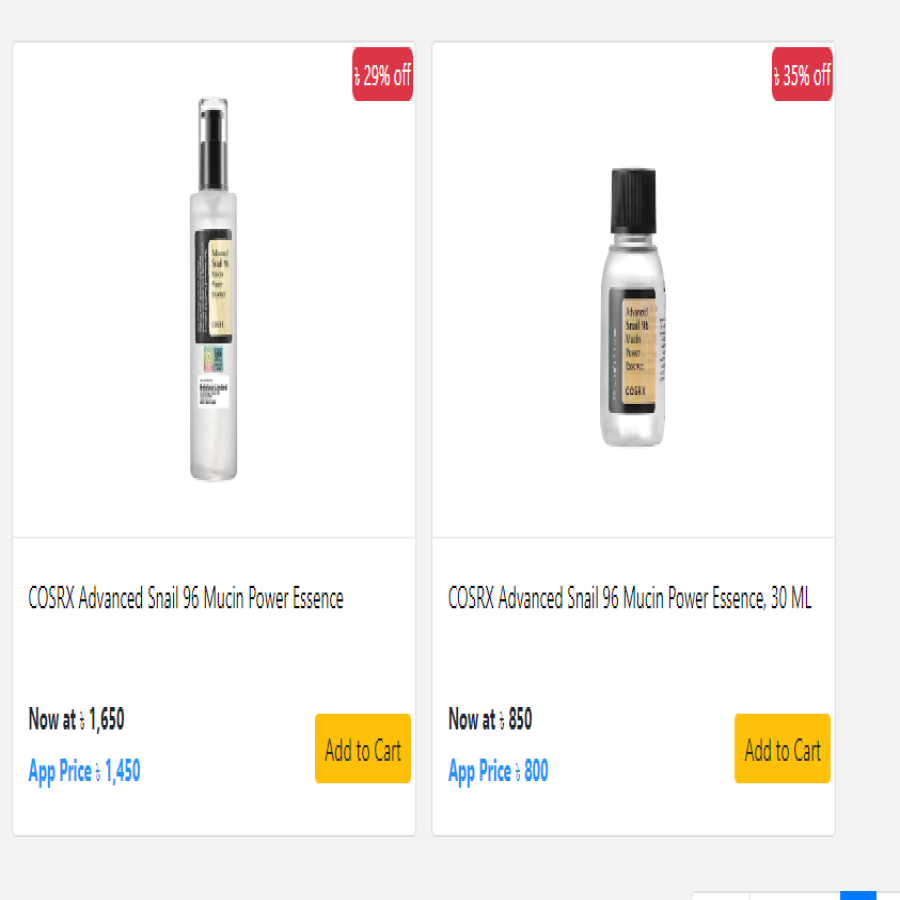 ৳ 29% off
৳ 35% off
Advanced
Snail 96
Mucin
Power
Essence
COSRX
Advanced
Snail 96
Mucin
Power
Essence
COSRX
COSRX Advanced Snail 96 Mucin Power Essence
COSRX Advanced Snail 96 Mucin Power Essence, 30 ML
Now at ৳ 1,650
App Price ৳ 1,450
Add to Cart
Now at ৳ 850
App Price ৳ 800
Add to Cart